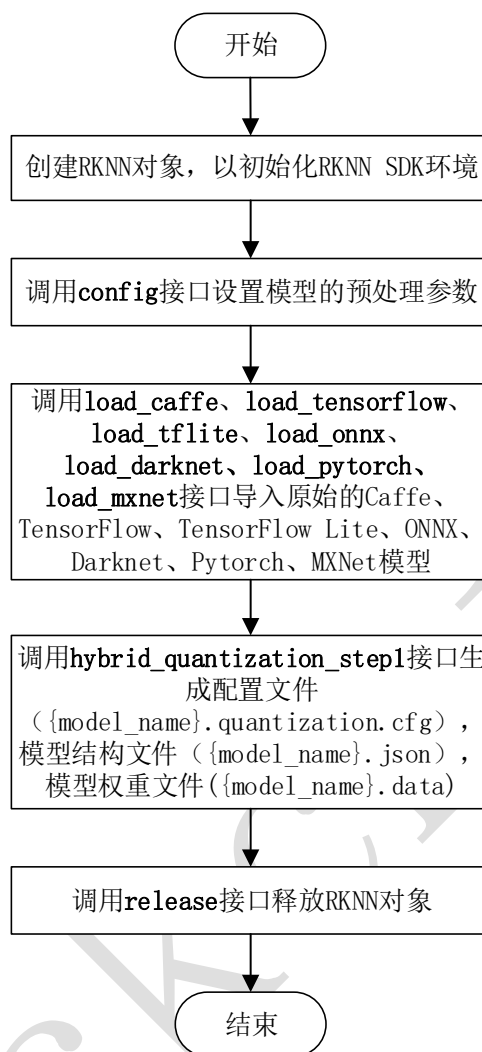 开始
创建RKNN对象，以初始化RKNN SDK环境
调用config接口设置模型的预处理参数
调用load_caffe、load_tensorflow、
load_tflite、load_onnx、
load_darknet、load_pytorch、
load_mxnet接口导入原始的Caffe、
TensorFlow、TensorFlow Lite、ONNX、
Darknet、Pytorch、MXNet模型
调用hybrid_quantization_step1接口生
成配置文件
（{model_name}.quantization.cfg），
模型结构文件（{model_name}.json），
模型权重文件({model_name}.data)
调用release接口释放RKNN对象
结束